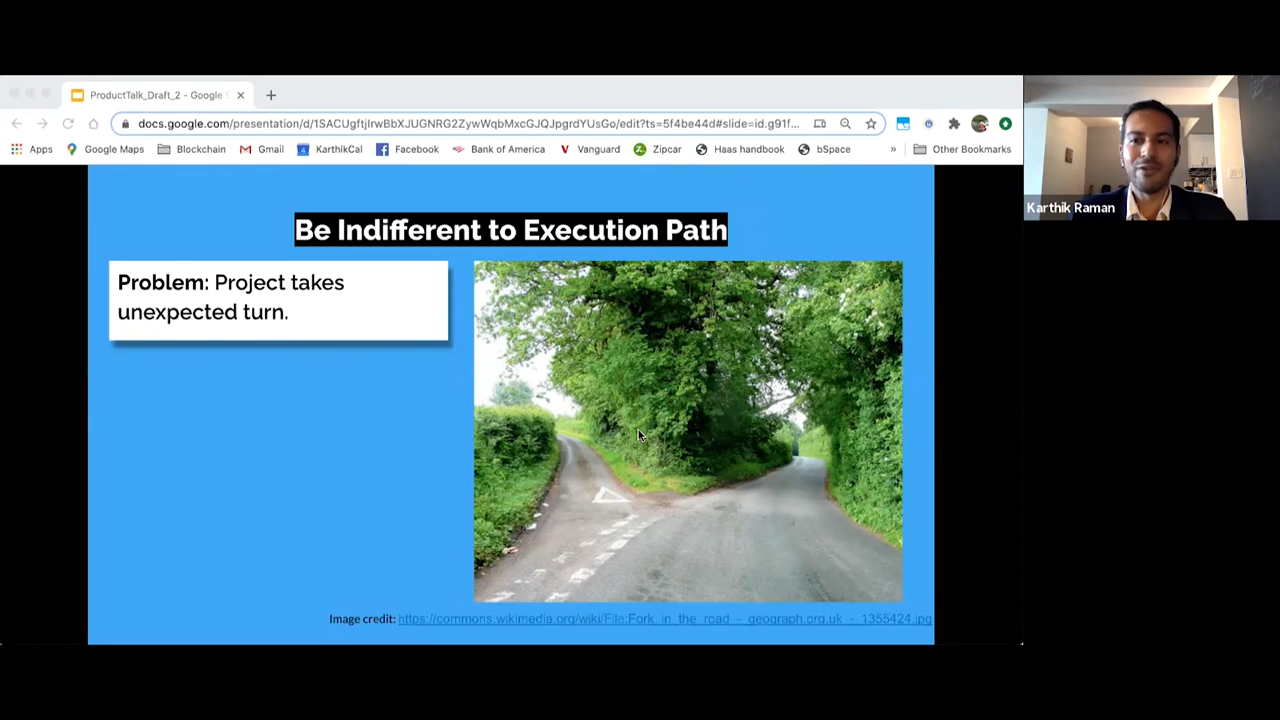 ProductTalk_Draft_2 - Google S
docs.google.com/presentation/d/1SACUgftjIrwBbXJUGNRG2ZywWqbMxcGJQJpgrdYUsGo/edit?ts=5f4be44d#slide=id.g91f...
Apps Google Maps Blockchain Gmail KarthikCal Facebook Bank of America Vanguard Zipcar Haas handbook bSpace » Other Bookmarks
Karthik Raman
Be Indifferent to Execution Path
Problem: Project takes
unexpected turn.
Image credit: https://commons.wikimedia.org/wiki/File:Fork_in_the_road_-_geograph.org.uk_-_1355424.jpg